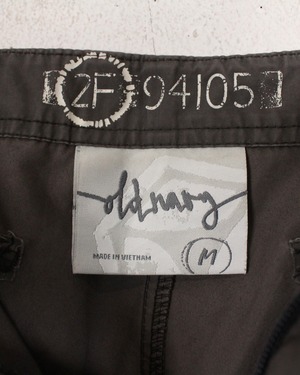 2F 94105
old navy
MADE IN VIETNAM
M